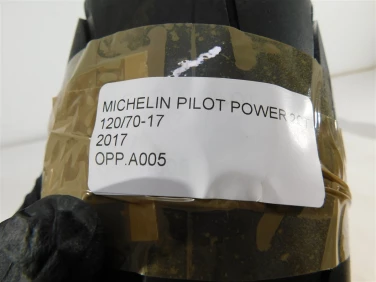 MICHELIN PILOT POWER
120/70-17
2017
OPP.A005